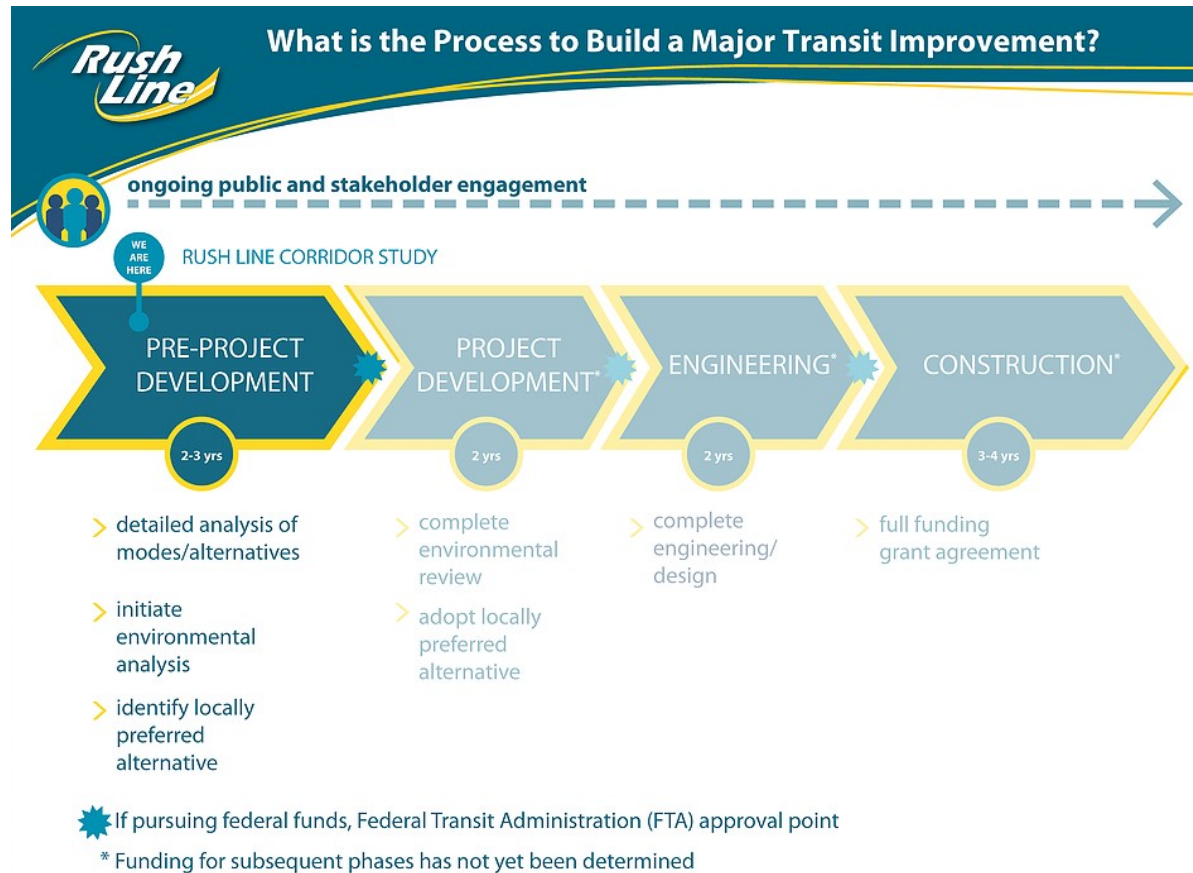 Rush
Line
What is the Process to Build a Major Transit Improvement?
ongoing public and stakeholder engagement
WE
ARE
HERE
RUSH LINE CORRIDOR STUDY
PRE-PROJECT
DEVELOPMENT
2-3 yrs
detailed analysis of
modes/alternatives
initiate
environmental
analysis
identify locally
preferred
alternative
PROJECT
DEVELOPMENT*
2 yrs
complete
environmental
review
adopt locally
preferred
alternative
ENGINEERING*
2 yrs
complete
engineering/
design
CONSTRUCTION*
3-4 yrs
full funding
grant agreement
If pursuing federal funds, Federal Transit Administration (FTA) approval point
* Funding for subsequent phases has not yet been determined